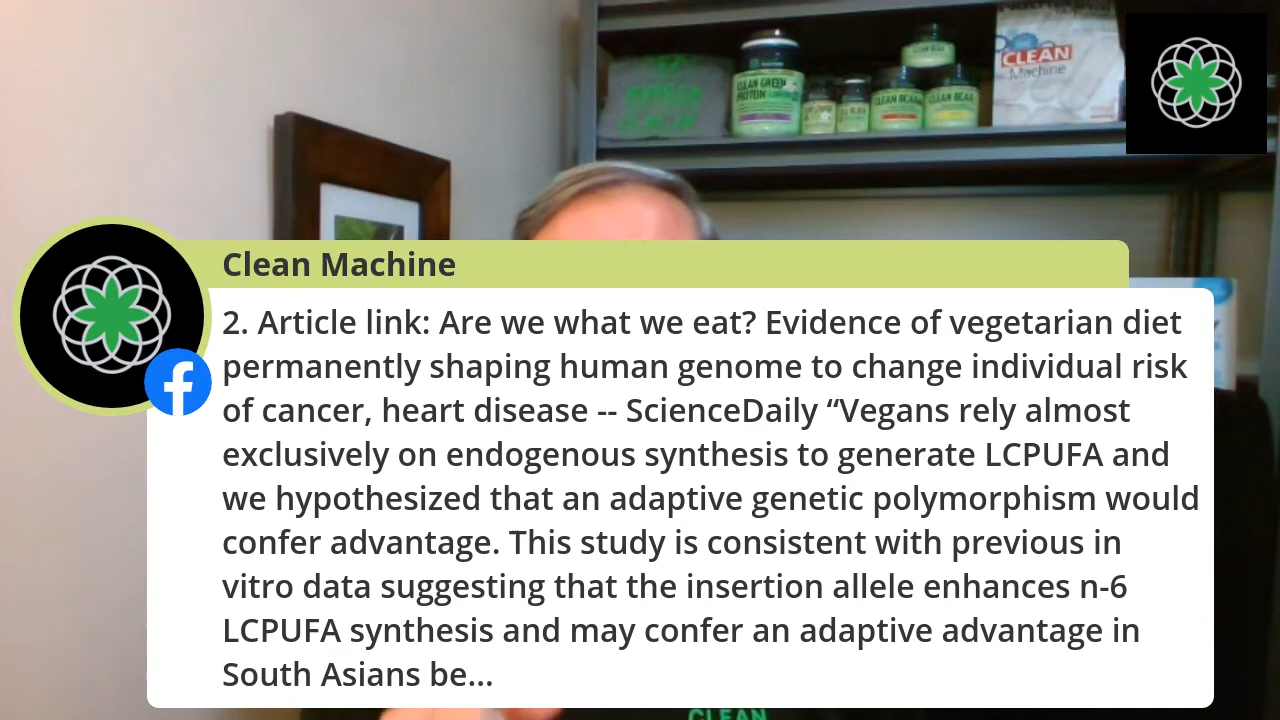 CLEAN
Machine
CLEAN GREEN
PROTEIN
CLEAN BCAA
CLEAN BCAA
Clean Machine
2. Article link: Are we what we eat? Evidence of vegetarian diet
permanently shaping human genome to change individual risk
of cancer, heart disease -- ScienceDaily “Vegans rely almost
exclusively on endogenous synthesis to generate LCPUFA and
we hypothesized that an adaptive genetic polymorphism would
confer advantage. This study is consistent with previous in
vitro data suggesting that the insertion allele enhances n-6
LCPUFA synthesis and may confer an adaptive advantage in
South Asians be...
CLEAN